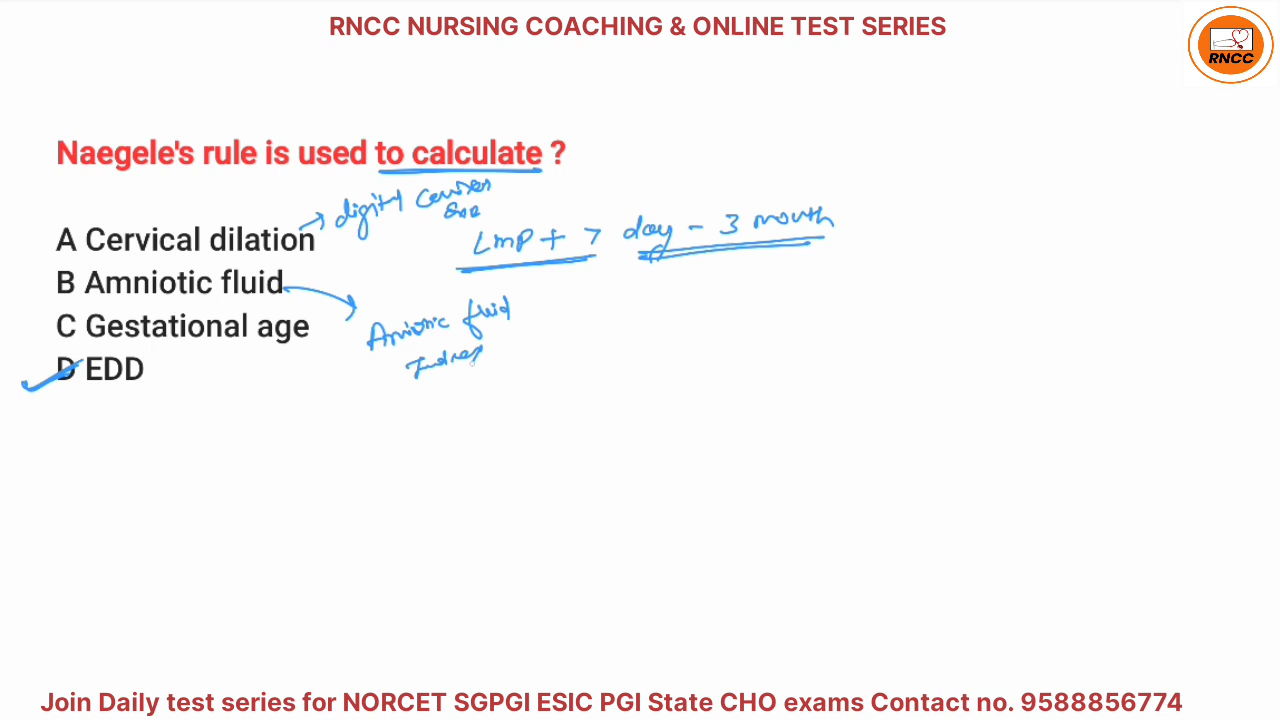 RNCC NURSING COACHING & ONLINE TEST SERIES
RNCC
Naegele's rule is used to calculate ?
digital
A Cervical dilation
LMP + 7 day - 3 month
B Amniotic fluid
C Gestational age
fluid
D EDD
Join Daily test series for NORCET SGPGI ESIC PGI State CHO exams Contact no. 9588856774